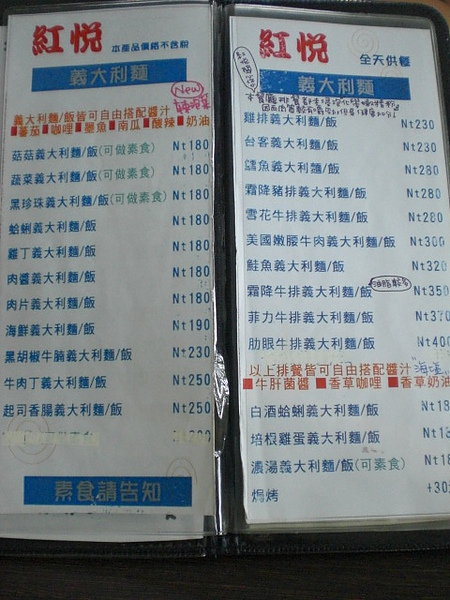 紅悅 本產品價格不含稅
義大利麵
New
義大利麵/飯皆可自由搭配醬汁
■蕃茄■咖哩■墨魚■南瓜■酸辣■奶油
菇菇義大利麵/飯(可做素食) Nt180
蔬菜義大利麵/飯(可做素食) Nt180
黑珍珠義大利麵/飯(可做素食) Nt180
蛤蜊義大利麵/飯 Nt180
雞丁義大利麵/飯 Nt180
肉醬義大利麵/飯 Nt180
肉片義大利麵/飯 Nt180
海鮮義大利麵/飯 Nt190
黑胡椒牛腩義大利麵/飯 Nt230
牛肉丁義大利麵/飯 Nt250
起司香腸義大利麵/飯 Nt250
素食請告知
紅悅 全天供餐
義大利麵
雞排義大利麵/飯 Nt230
台客義大利麵/飯 Nt230
鱈魚義大利麵/飯 Nt280
霜降豬排義大利麵/飯 Nt280
雪花牛排義大利麵/飯 Nt280
美國嫩腰牛肉義大利麵/飯 Nt300
鮭魚義大利麵/飯 Nt320
霜降牛排義大利麵/飯 油脂較多 Nt350
菲力牛排義大利麵/飯 Nt370
肋眼牛排義大利麵/飯 Nt400
以上排餐皆可自由搭配醬汁
■牛肝菌醬 ■香草咖哩 ■香草奶油
白酒蛤蜊義大利麵/飯 Nt18
培根雞蛋義大利麵/飯 Nt18
濃湯義大利麵/飯(可素食) Nt18
焗烤 +30